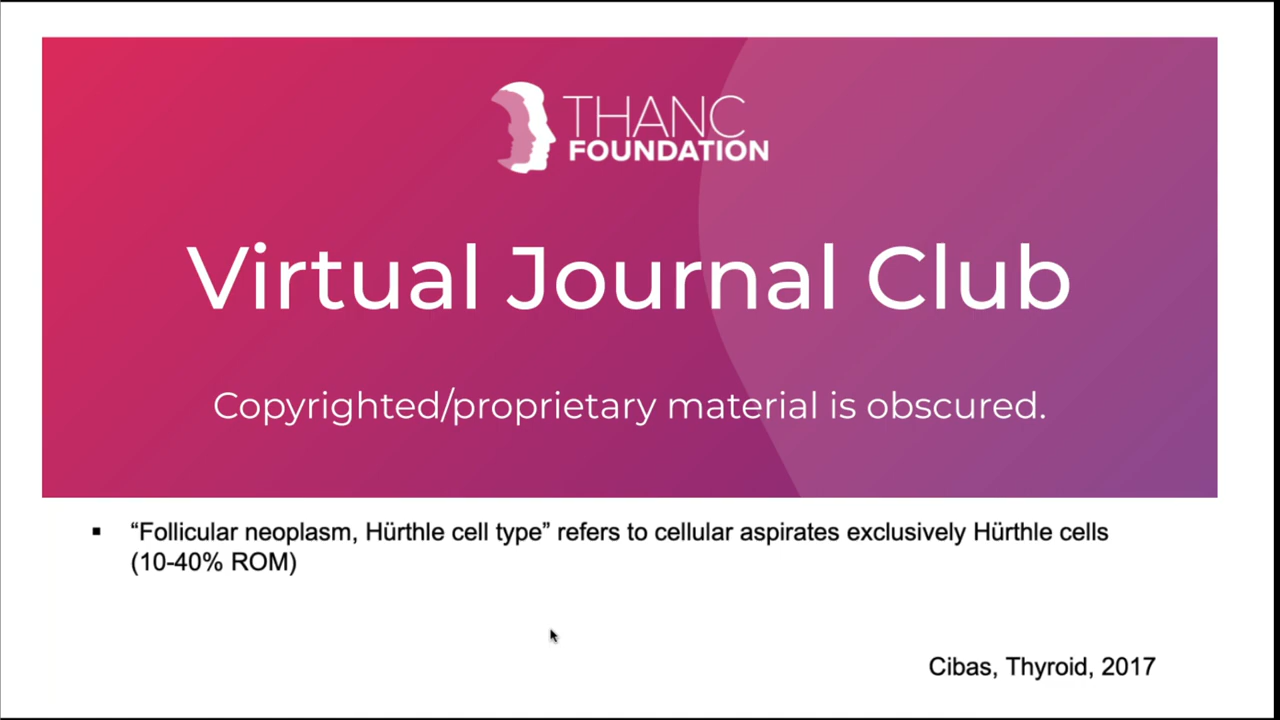 THANC
FOUNDATION
Virtual Journal Club
Copyrighted/proprietary material is obscured.
▪ “Follicular neoplasm, Hürthle cell type” refers to cellular aspirates exclusively Hürthle cells
(10-40% ROM)
Cibas, Thyroid, 2017